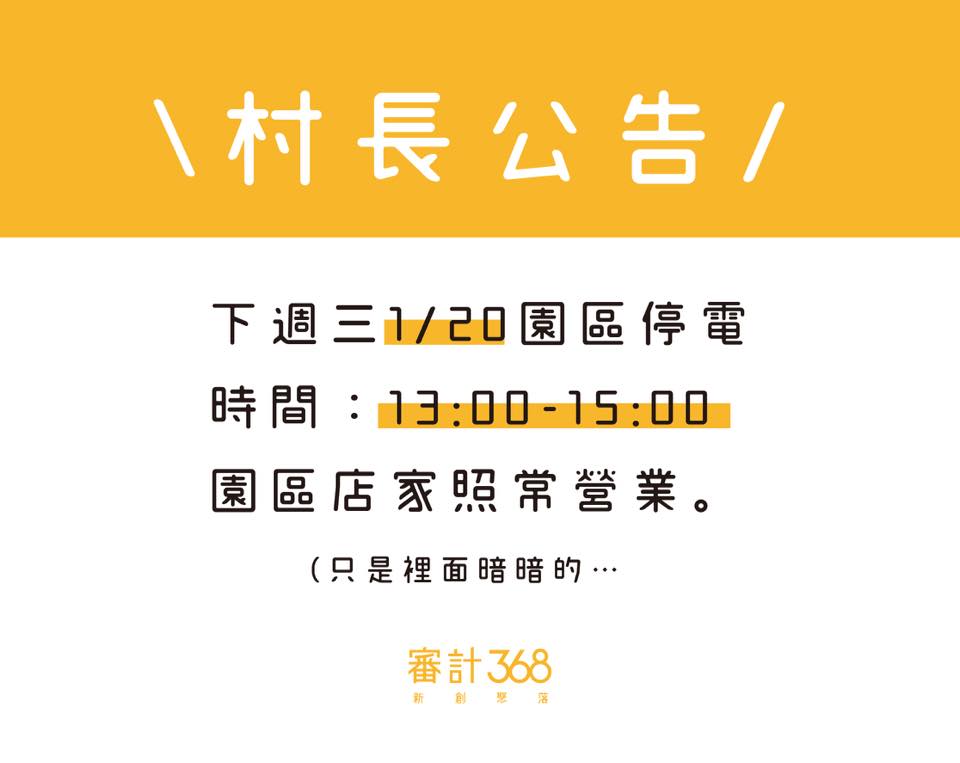 \村長公告/
下週三1/20園區停電
時間：13:00-15:00
園區店家照常營業。
(只是裡面暗暗的…
審計368
新創聚落